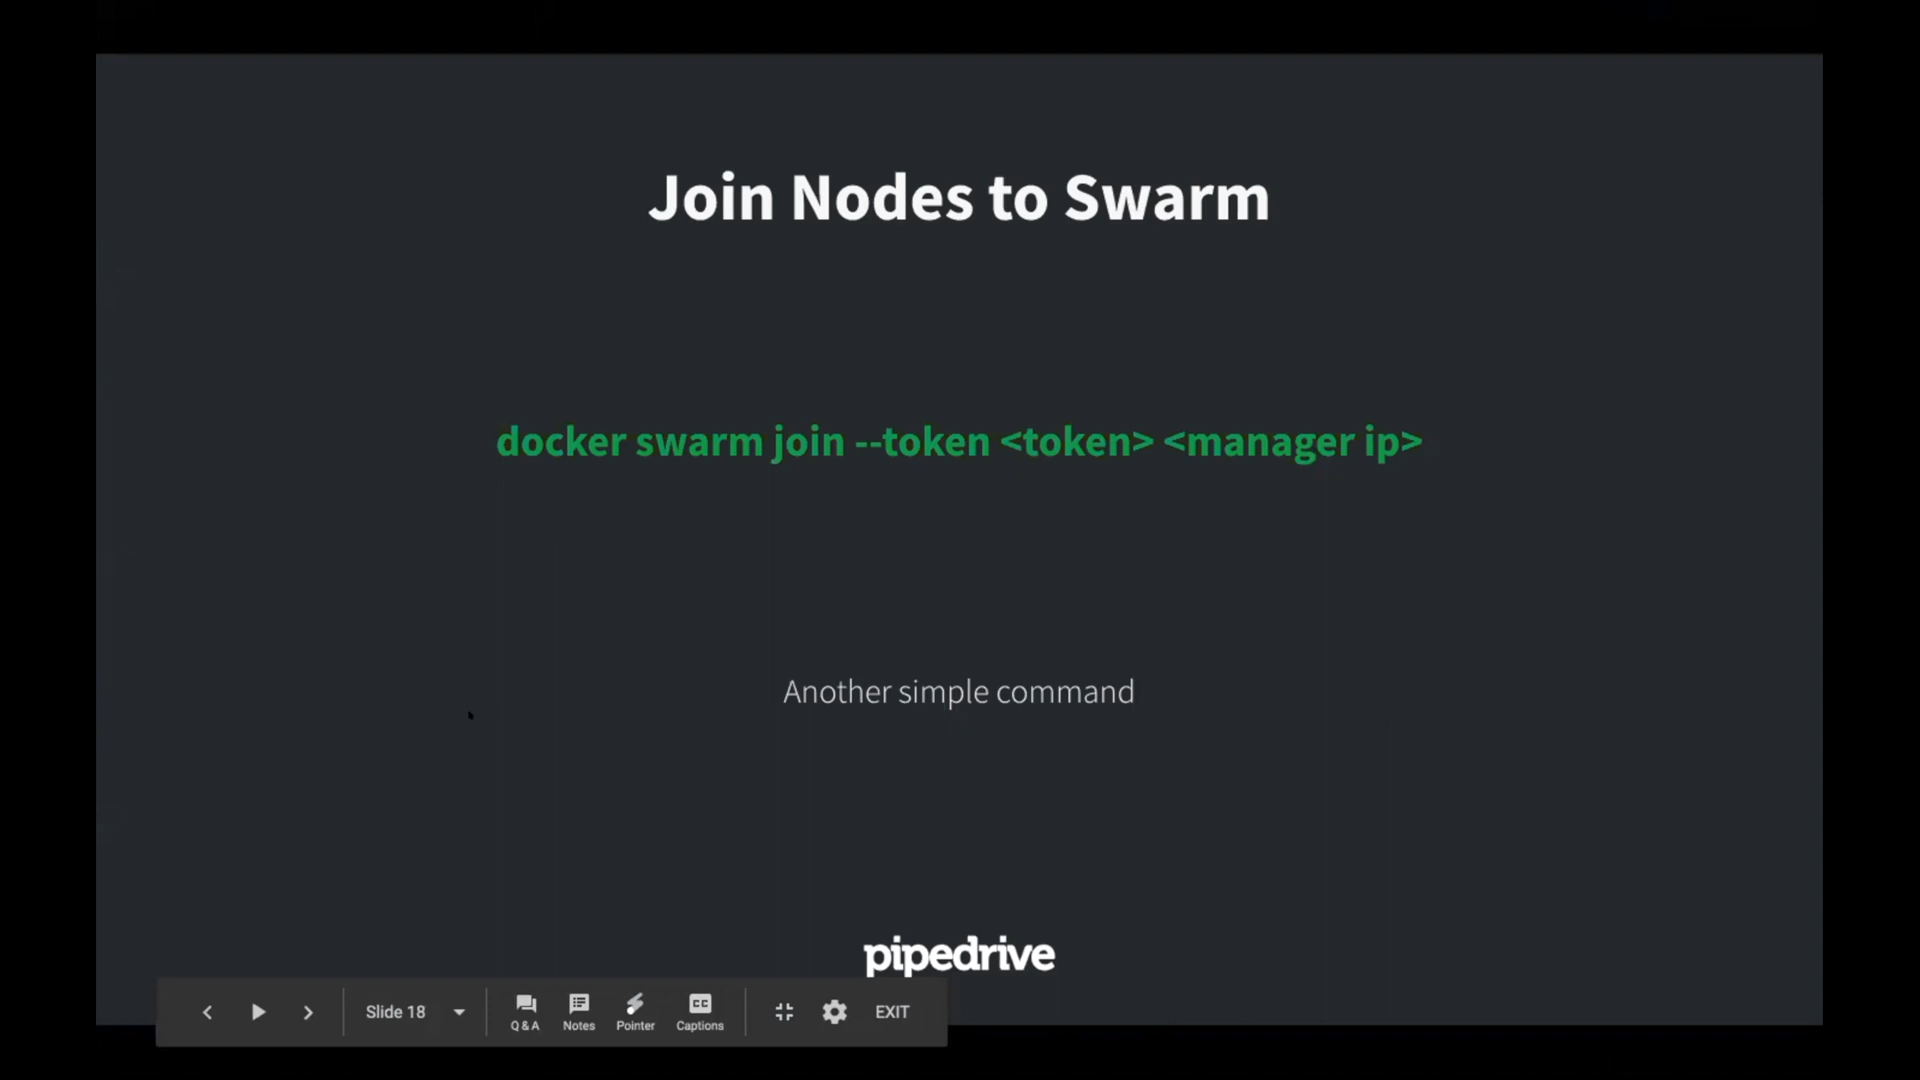 Join Nodes to Swarm
docker swarm join --token <token> <manager ip>
Another simple command
pipedrive
Slide 18
Q & A
Notes
Pointer
Captions
EXIT